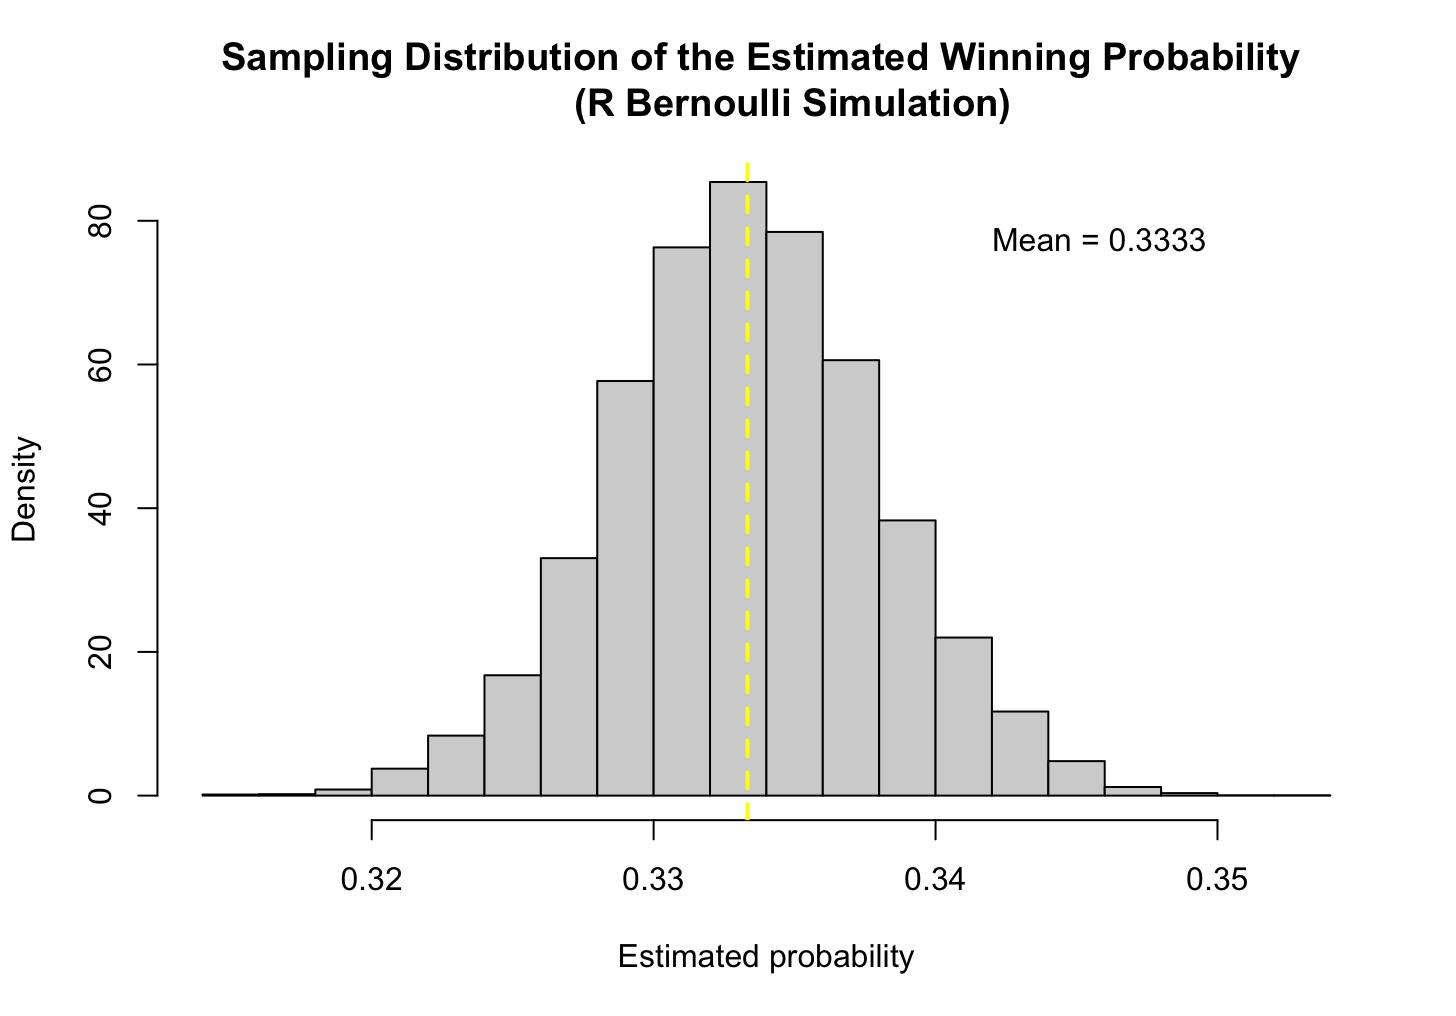 Sampling Distribution of the Estimated Winning Probability
(R Bernoulli Simulation)
Mean = 0.3333
Density
80
60
40
20
0
0.32 0.33 0.34 0.35
Estimated probability